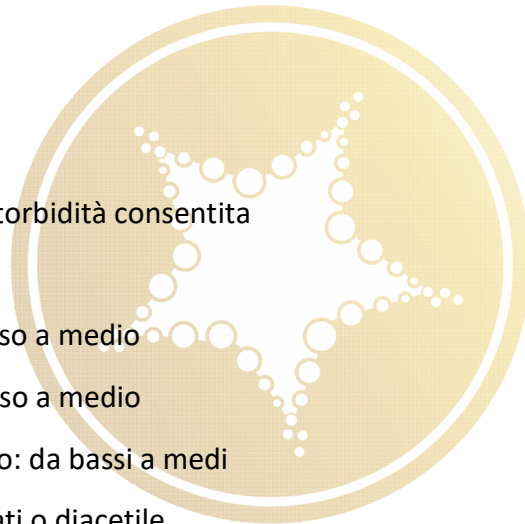 torbidità consentita
so a medio
so a medio
o: da bassi a medi
ati o diacetile